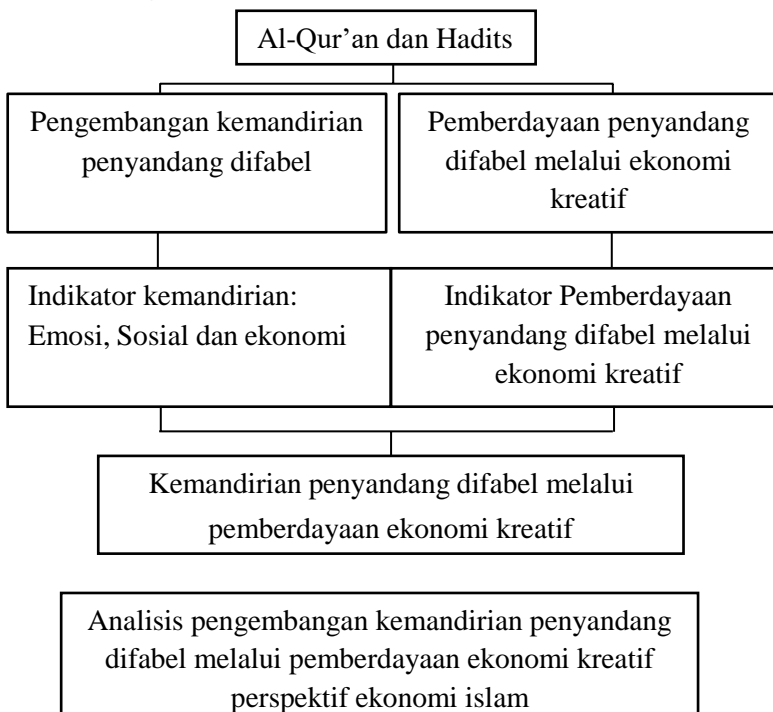 Al-Qur’an dan Hadits
Pengembangan kemandirian
penyandang difabel
Pemberdayaan penyandang
difabel melalui ekonomi
kreatif
Indikator kemandirian:
Emosi, Sosial dan ekonomi
Indikator Pemberdayaan
penyandang difabel melalui
ekonomi kreatif
Kemandirian penyandang difabel melalui
pemberdayaan ekonomi kreatif
Analisis pengembangan kemandirian penyandang
difabel melalui pemberdayaan ekonomi kreatif
perspektif ekonomi islam